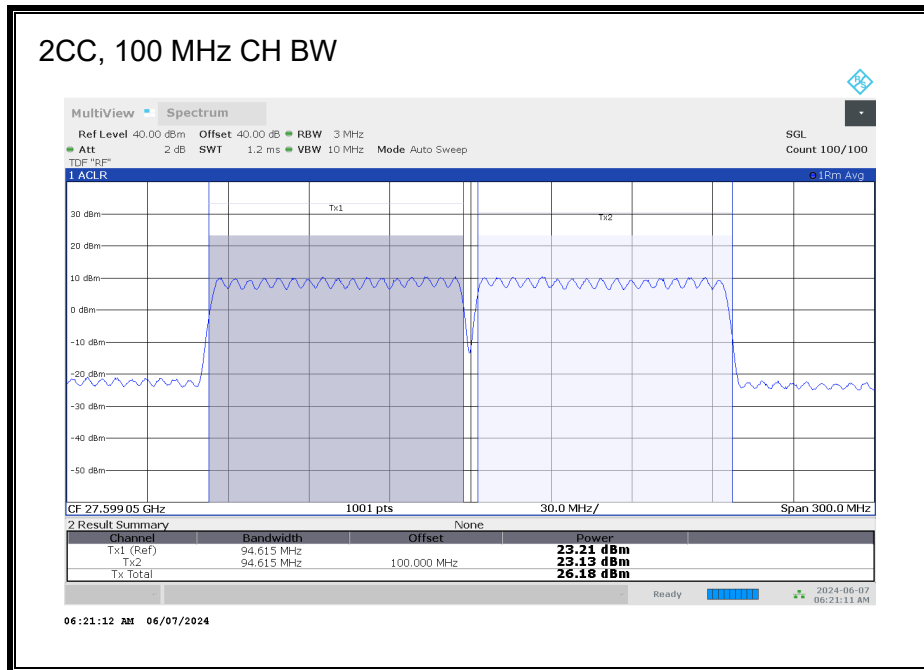 2CC, 100 MHz CH BW
R&S
MultiView Spectrum
Ref Level 40.00 dBm Offset 40.00 dB RBW 3 MHz SGL
Att 2 dB SWT 1.2 ms VBW 10 MHz Mode Auto Sweep Count 100/100
TDF "RF"
1 ACLR 1Rm Avg
Tx1
30 dBm
Tx2
20 dBm
10 dBm
0 dBm
-10 dBm
-20 dBm
-30 dBm
-40 dBm
-50 dBm
CF 27.599 05 GHz 1001 pts 30.0 MHz/ Span 300.0 MHz
2 Result Summary None
Channel Bandwidth Offset Power
Tx1 (Ref) 94.615 MHz 23.21 dBm
Tx2 94.615 MHz 100.000 MHz 23.13 dBm
Tx Total 26.18 dBm
Ready 2024-06-07
06:21:11 AM
06:21:12 AM 06/07/2024